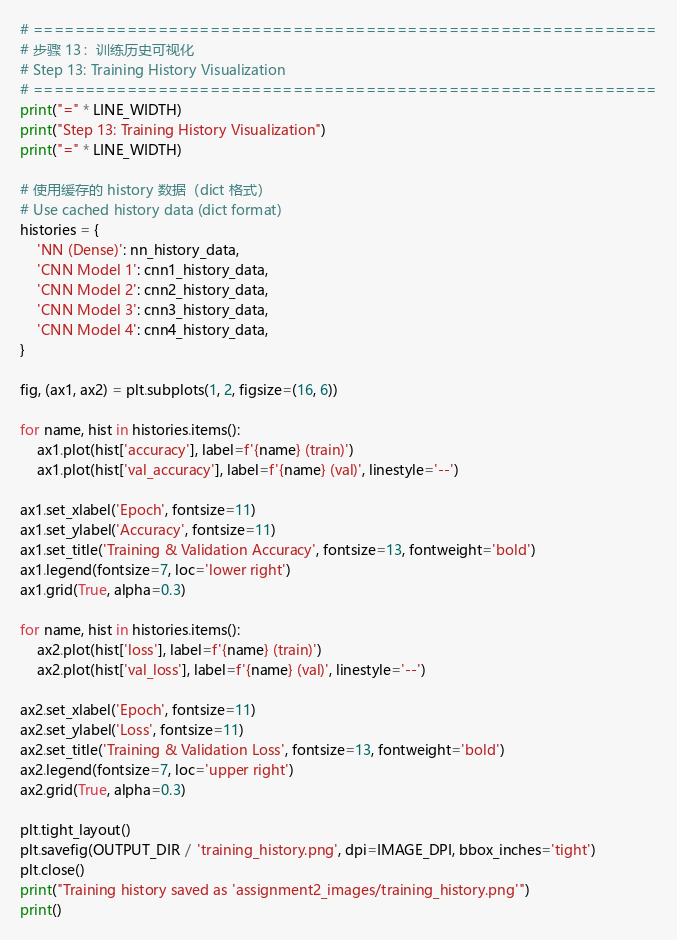 # ============================================================
# 步骤 13：训练历史可视化
# Step 13: Training History Visualization
# ============================================================
print("=" * LINE_WIDTH)
print("Step 13: Training History Visualization")
print("=" * LINE_WIDTH)

# 使用缓存的 history 数据（dict 格式）
# Use cached history data (dict format)
histories = {
    'NN (Dense)': nn_history_data,
    'CNN Model 1': cnn1_history_data,
    'CNN Model 2': cnn2_history_data,
    'CNN Model 3': cnn3_history_data,
    'CNN Model 4': cnn4_history_data,
}

fig, (ax1, ax2) = plt.subplots(1, 2, figsize=(16, 6))

for name, hist in histories.items():
    ax1.plot(hist['accuracy'], label=f'{name} (train)')
    ax1.plot(hist['val_accuracy'], label=f'{name} (val)', linestyle='--')

ax1.set_xlabel('Epoch', fontsize=11)
ax1.set_ylabel('Accuracy', fontsize=11)
ax1.set_title('Training & Validation Accuracy', fontsize=13, fontweight='bold')
ax1.legend(fontsize=7, loc='lower right')
ax1.grid(True, alpha=0.3)

for name, hist in histories.items():
    ax2.plot(hist['loss'], label=f'{name} (train)')
    ax2.plot(hist['val_loss'], label=f'{name} (val)', linestyle='--')

ax2.set_xlabel('Epoch', fontsize=11)
ax2.set_ylabel('Loss', fontsize=11)
ax2.set_title('Training & Validation Loss', fontsize=13, fontweight='bold')
ax2.legend(fontsize=7, loc='upper right')
ax2.grid(True, alpha=0.3)

plt.tight_layout()
plt.savefig(OUTPUT_DIR / 'training_history.png', dpi=IMAGE_DPI, bbox_inches='tight')
plt.close()
print("Training history saved as 'assignment2_images/training_history.png'")
print()